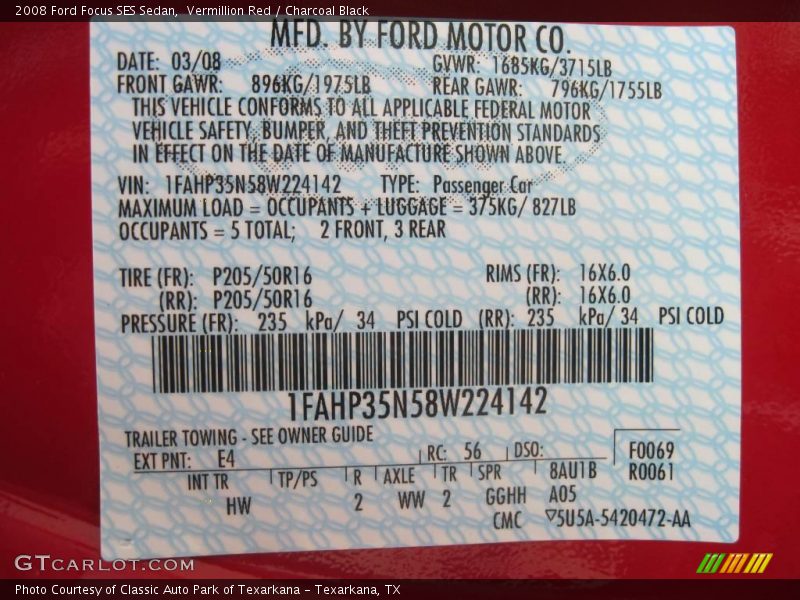 2008 Ford Focus SES Sedan,  Vermillion Red / Charcoal Black
MFD. BY FORD MOTOR CO.
DATE: 03/08 GVWR: 1685KG/3715LB
FRONT GAWR: 896KG/1975LB REAR GAWR: 796KG/1755LB
THIS VEHICLE CONFORMS TO ALL APPLICABLE FEDERAL MOTOR
VEHICLE SAFETY, BUMPER, AND THEFT PREVENTION STANDARDS
IN EFFECT ON THE DATE OF MANUFACTURE SHOWN ABOVE.
VIN: 1FAHP35N58W224142 TYPE: Passenger Car
MAXIMUM LOAD = OCCUPANTS + LUGGAGE = 375KG/ 827LB
OCCUPANTS = 5 TOTAL; 2 FRONT, 3 REAR
TIRE (FR): P205/50R16 RIMS (FR): 16X6.0
(RR): P205/50R16 (RR): 16X6.0
PRESSURE (FR): 235 kPa/ 34 PSI COLD (RR): 235 kPa/ 34 PSI COLD
1FAHP35N58W224142
TRAILER TOWING - SEE OWNER GUIDE
EXT PNT: E4 RC: 56 DSO: F0069
INT TR TP/PS R AXLE TR SPR 8AU1B R0061
HW 2 WW 2 GGHH A05
CMC ▽5U5A-5420472-AA
GTCARLOT.COM
Photo Courtesy of Classic Auto Park of Texarkana – Texarkana, TX